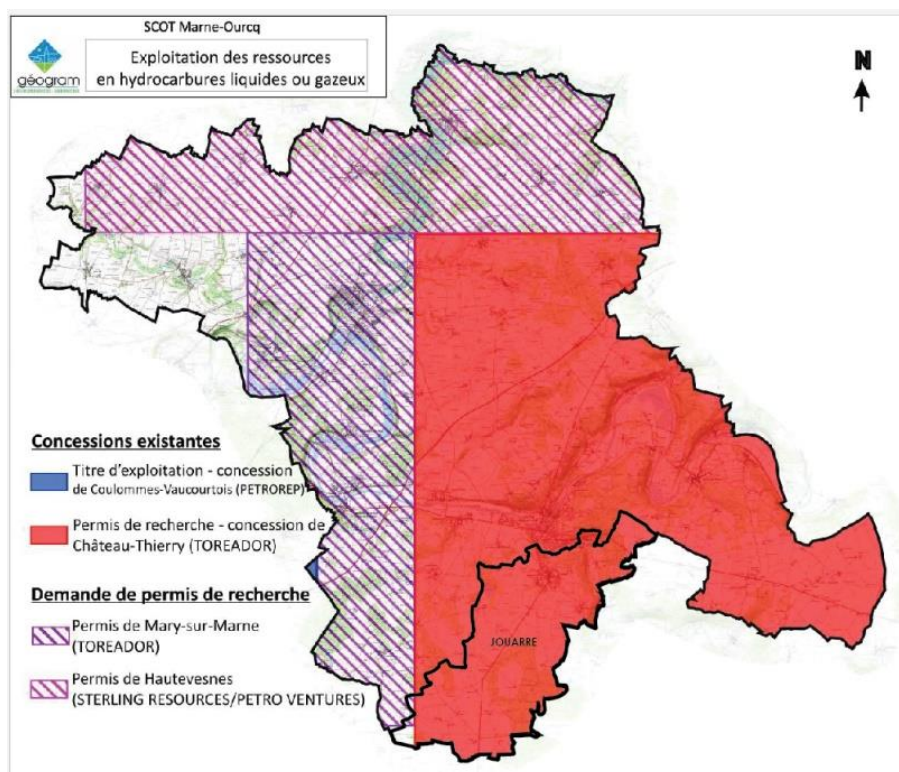 SCOT Marne-Ourcq
géogram
Exploitation des ressources
en hydrocarbures liquides ou gazeux
N
Concessions existantes
Titre d'exploitation - concession
de Coulommes-Vaucourtois (PETROREP)
Permis de recherche - concession de
Château-Thierry (TOREADOR)
Demande de permis de recherche
Permis de Mary-sur-Marne
(TOREADOR)
Permis de Hautevesnes
(STERLING RESOURCES/PETRO VENTURES)
JOUARRE